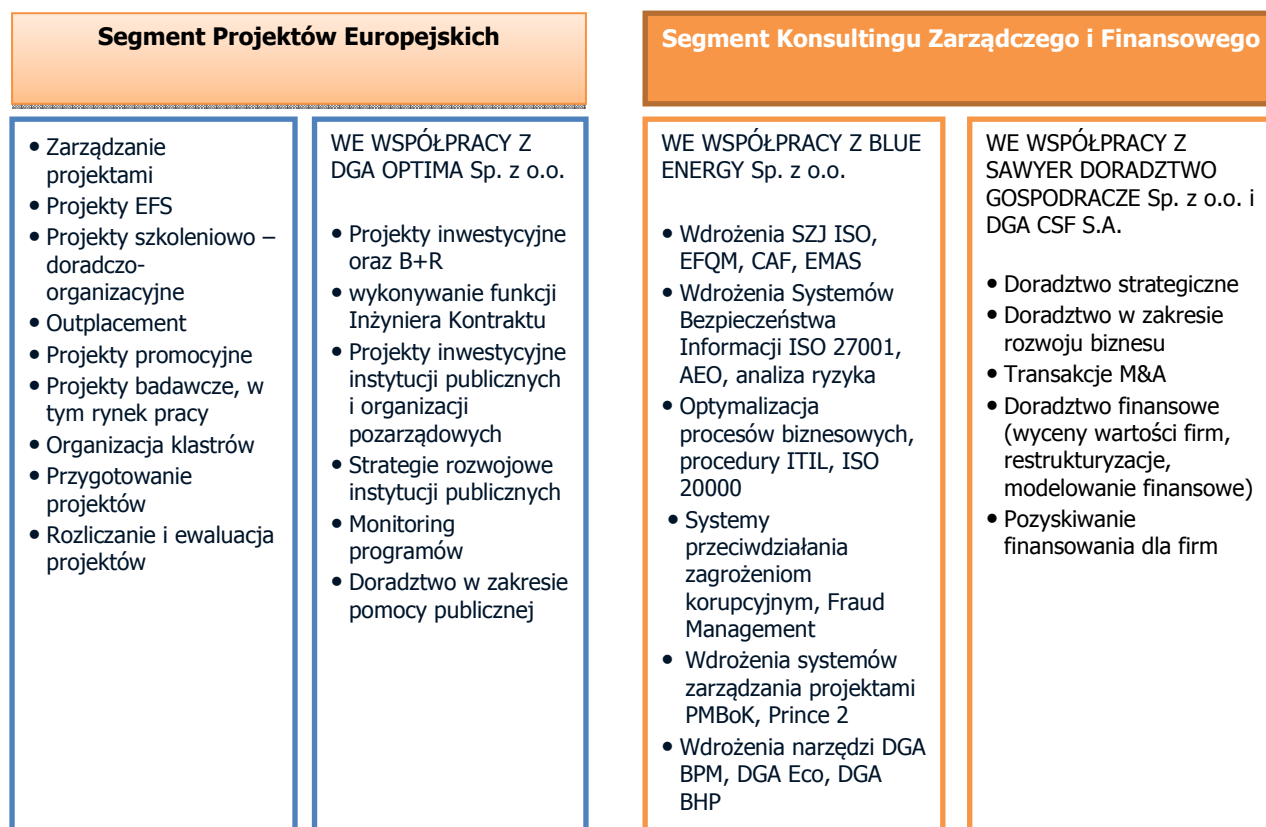 Segment Projektów Europejskich
• Zarządzanie
projektami
• Projekty EFS
• Projekty szkoleniowo –
doradczo-
organizacyjne
• Outplacement
• Projekty promocyjne
• Projekty badawcze, w
tym rynek pracy
• Organizacja klastrów
• Przygotowanie
projektów
• Rozliczanie i ewaluacja
projektów
WE WSPÓŁPRACY Z
DGA OPTIMA Sp. z o.o.
• Projekty inwestycyjne
oraz B+R
• wykonywanie funkcji
Inżyniera Kontraktu
• Projekty inwestycyjne
instytucji publicznych
i organizacji
pozarządowych
• Strategie rozwojowe
instytucji publicznych
• Monitoring
programów
• Doradztwo w zakresie
pomocy publicznej
Segment Konsultingu Zarządczego i Finansowego
WE WSPÓŁPRACY Z BLUE
ENERGY Sp. z o.o.
• Wdrożenia SZJ ISO,
EFQM, CAF, EMAS
• Wdrożenia Systemów
Bezpieczeństwa
Informacji ISO 27001,
AEO, analiza ryzyka
• Optymalizacja
procesów biznesowych,
procedury ITIL, ISO
20000
• Systemy
przeciwdziałania
zagrożeniom
korupcyjnym, Fraud
Management
• Wdrożenia systemów
zarządzania projektami
PMBoK, Prince 2
• Wdrożenia narzędzi DGA
BPM, DGA Eco, DGA
BHP
WE WSPÓŁPRACY Z
SAWYER DORADZTWO
GOSPODRACZE Sp. z o.o. i
DGA CSF S.A.
• Doradztwo strategiczne
• Doradztwo w zakresie
rozwoju biznesu
• Transakcje M&A
• Doradztwo finansowe
(wyceny wartości firm,
restrukturyzacje,
modelowanie finansowe)
• Pozyskiwanie
finansowania dla firm